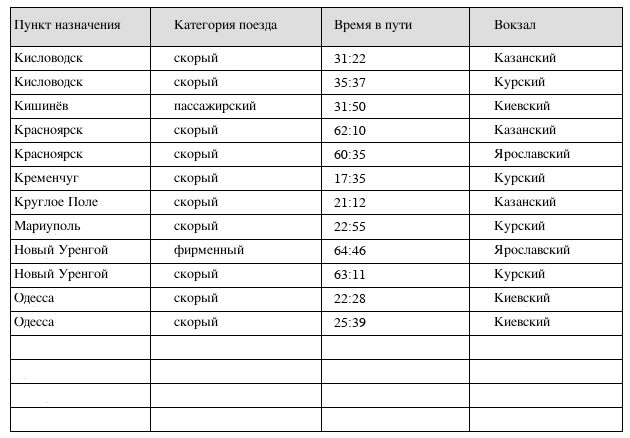 Пункт назначения Категория поезда Время в пути Вокзал
Кисловодск скорый 31:22 Казанский
Кисловодск скорый 35:37 Курский
Кишинёв пассажирский 31:50 Киевский
Красноярск скорый 62:10 Казанский
Красноярск скорый 60:35 Ярославский
Кременчуг скорый 17:35 Курский
Круглое Поле скорый 21:12 Казанский
Мариуполь скорый 22:55 Курский
Новый Уренгой фирменный 64:46 Ярославский
Новый Уренгой скорый 63:11 Курский
Одесса скорый 22:28 Киевский
Одесса скорый 25:39 Киевский